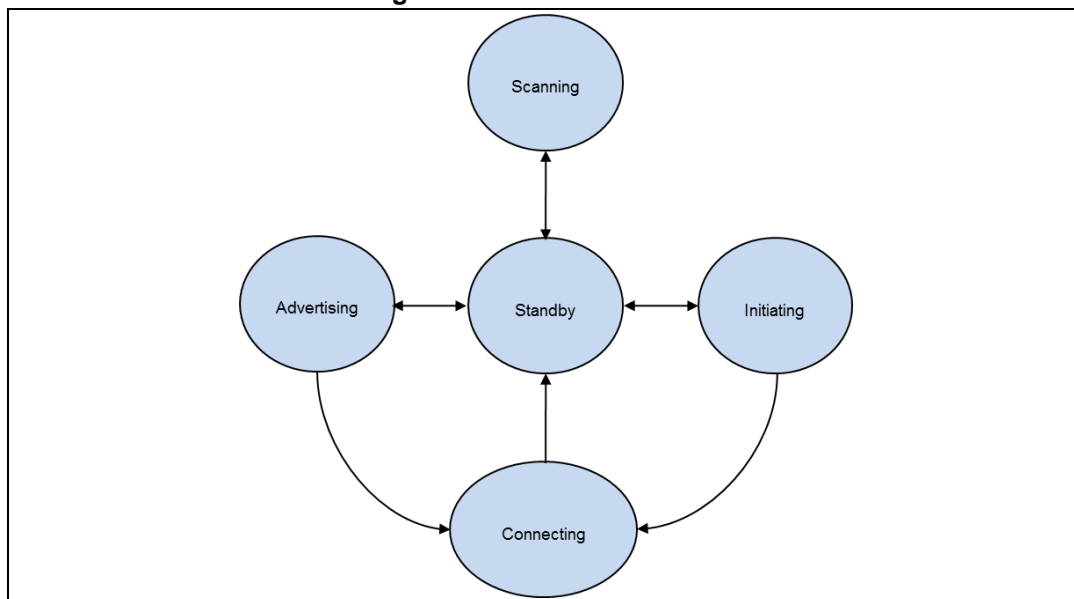 Scanning
Advertising
Standby
Initiating
Connecting